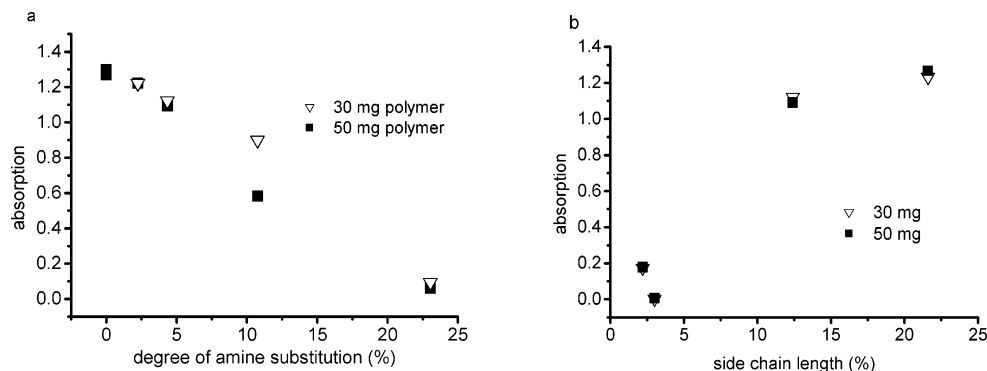 a
1.4
1.2
1.0
0.8
0.6
0.4
0.2
0.0
absorption
30 mg polymer
50 mg polymer
0
5
10
15
20
25
degree of amine substitution (%)
b
1.4
1.2
1.0
0.8
0.6
0.4
0.2
0.0
absorption
30 mg
50 mg
0
5
10
15
20
25
side chain length (%)